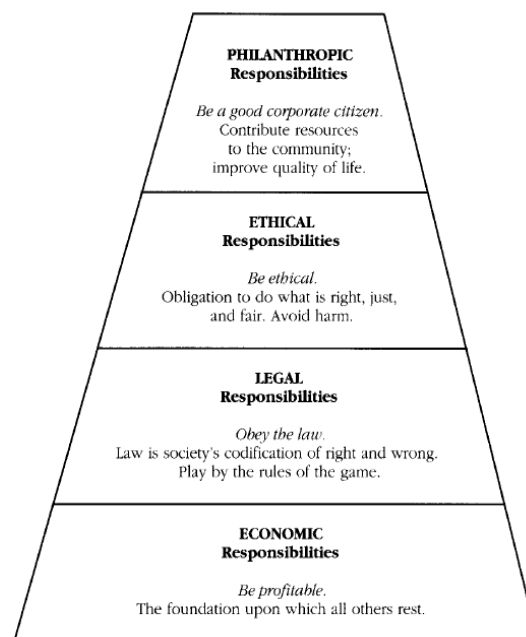 PHILANTHROPIC
Responsibilities
Be a good corporate citizen.
Contribute resources
to the community;
improve quality of life.
ETHICAL
Responsibilities
Be ethical.
Obligation to do what is right, just,
and fair. Avoid harm.
LEGAL
Responsibilities
Obey the law.
Law is society's codification of right and wrong.
Play by the rules of the game.
ECONOMIC
Responsibilities
Be profitable.
The foundation upon which all others rest.